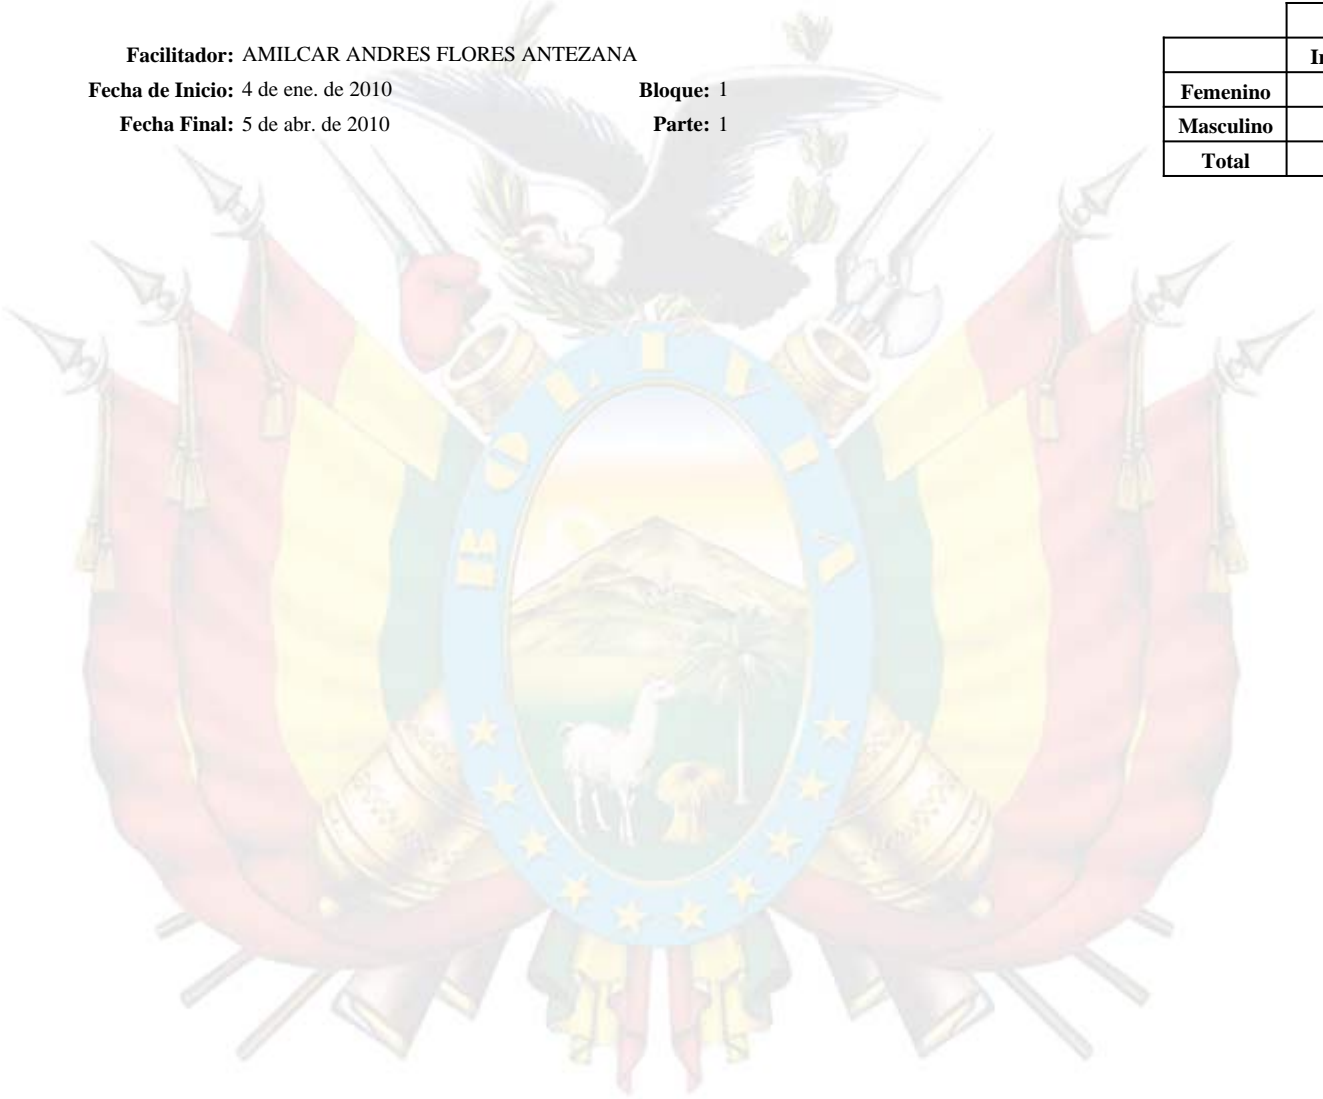 Facilitador: AMILCAR ANDRES FLORES ANTEZANA
Fecha de Inicio: 4 de ene. de 2010 Bloque: 1
Fecha Final: 5 de abr. de 2010 Parte: 1
Femenino
Masculino
Total
BOLIVIA